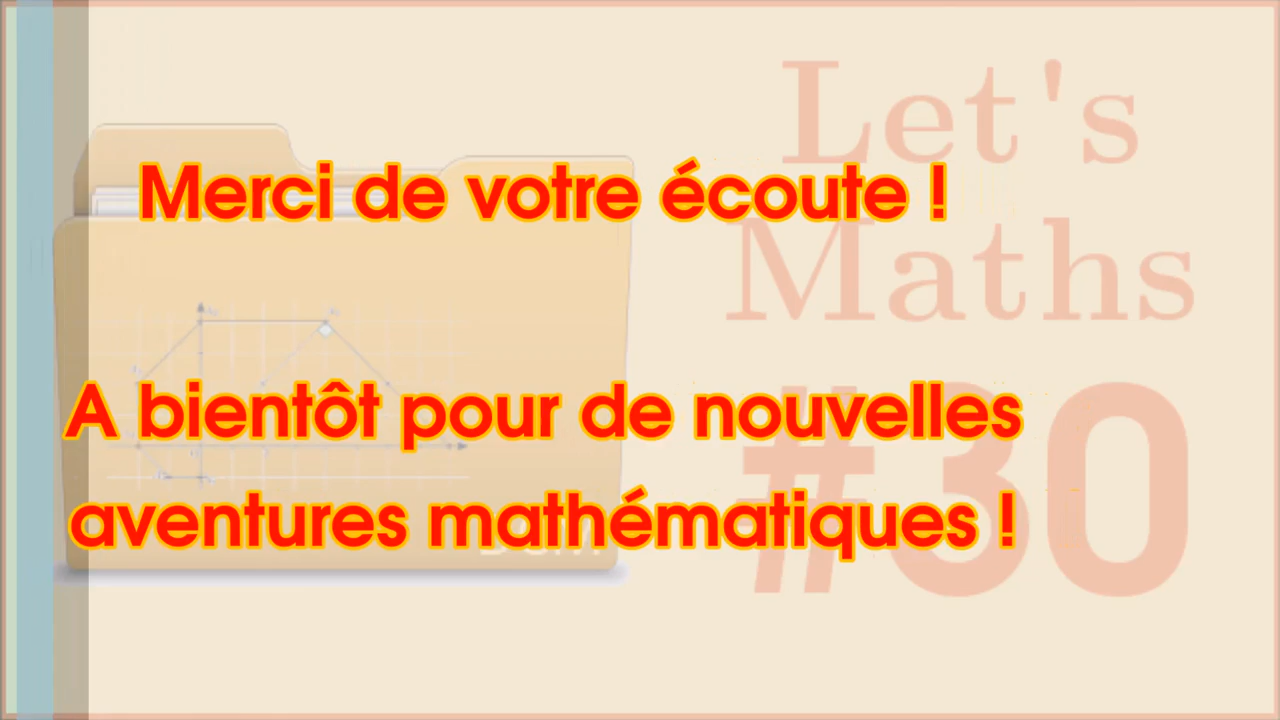 Let's
Merci de votre écoute !
Maths
A bientôt pour de nouvelles
#30
aventures mathématiques !